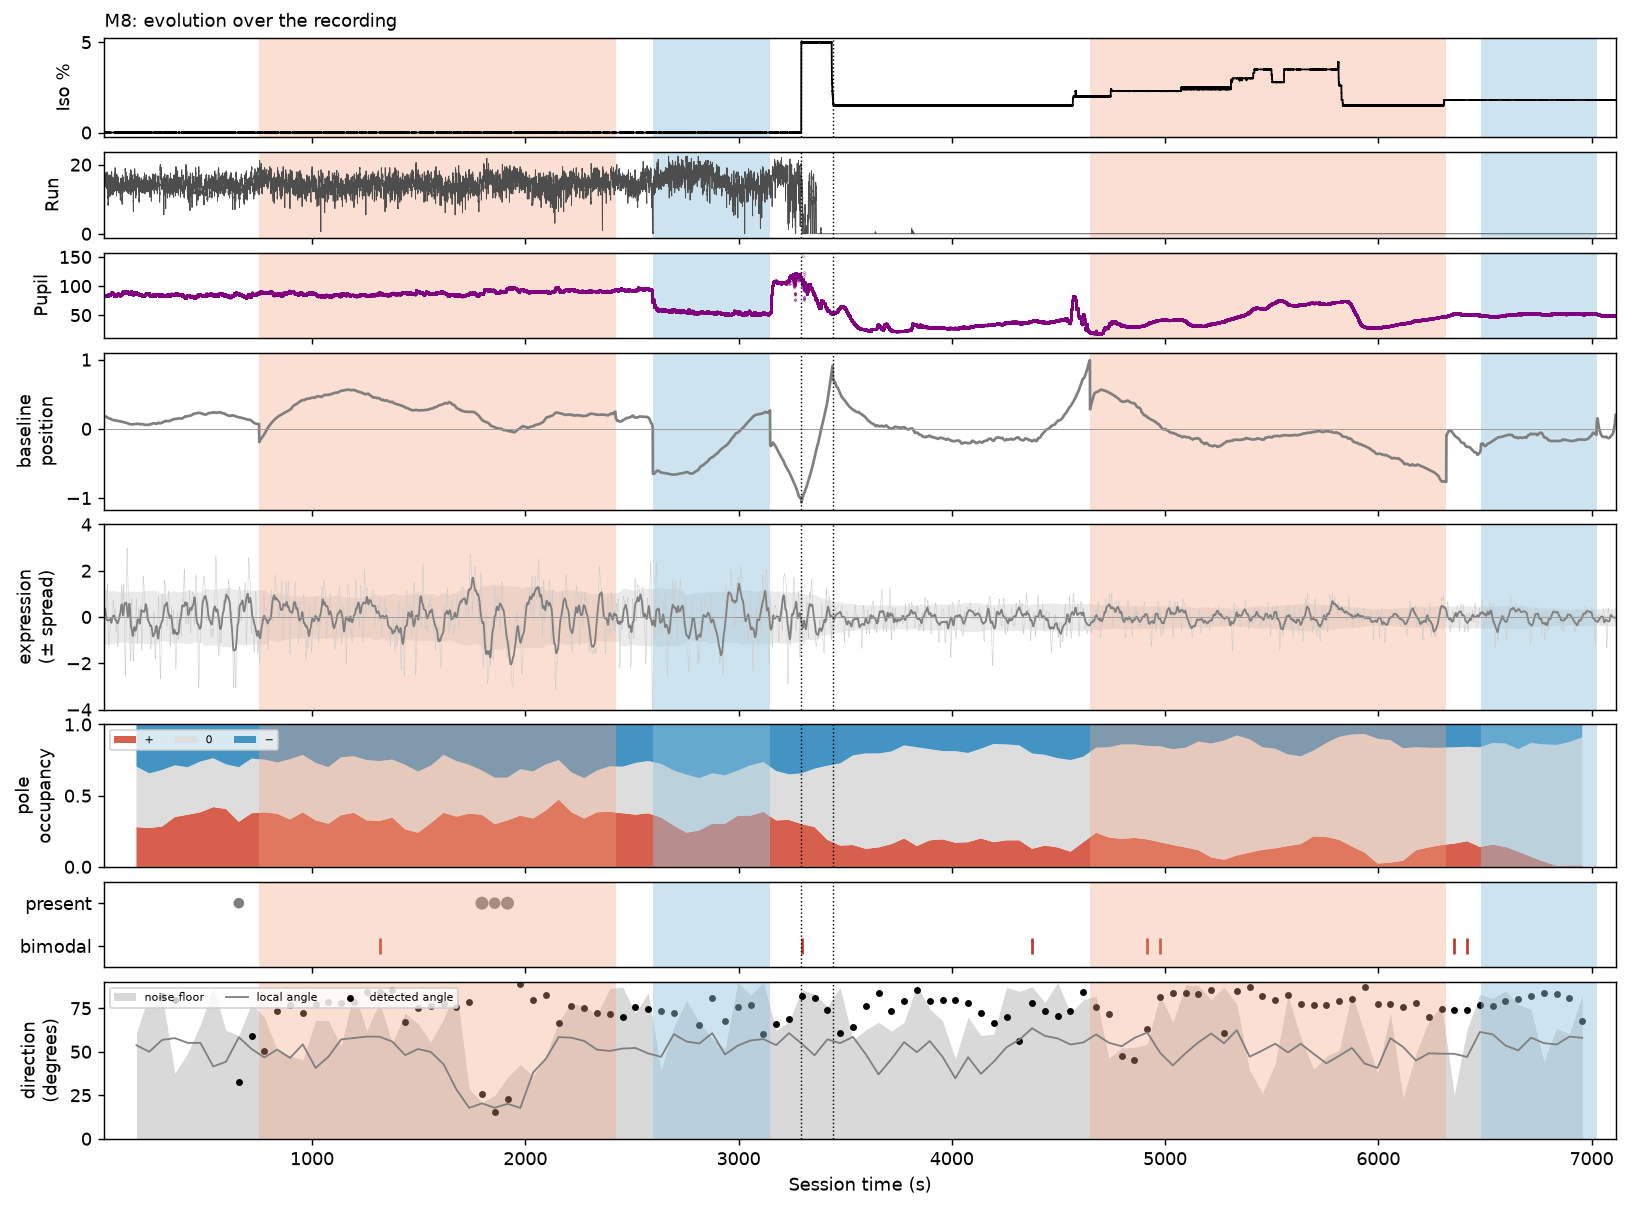 M8: evolution over the recording
Iso %
5
0
Run
20
0
Pupil
150
100
50
baseline
position
1
0
−1
expression
(± spread)
4
2
0
−2
−4
pole
occupancy
1.0
0.5
0.0
+ 0 −
present
bimodal
direction
(degrees)
75
50
25
0
noise floor local angle detected angle
1000 2000 3000 4000 5000 6000 7000
Session time (s)